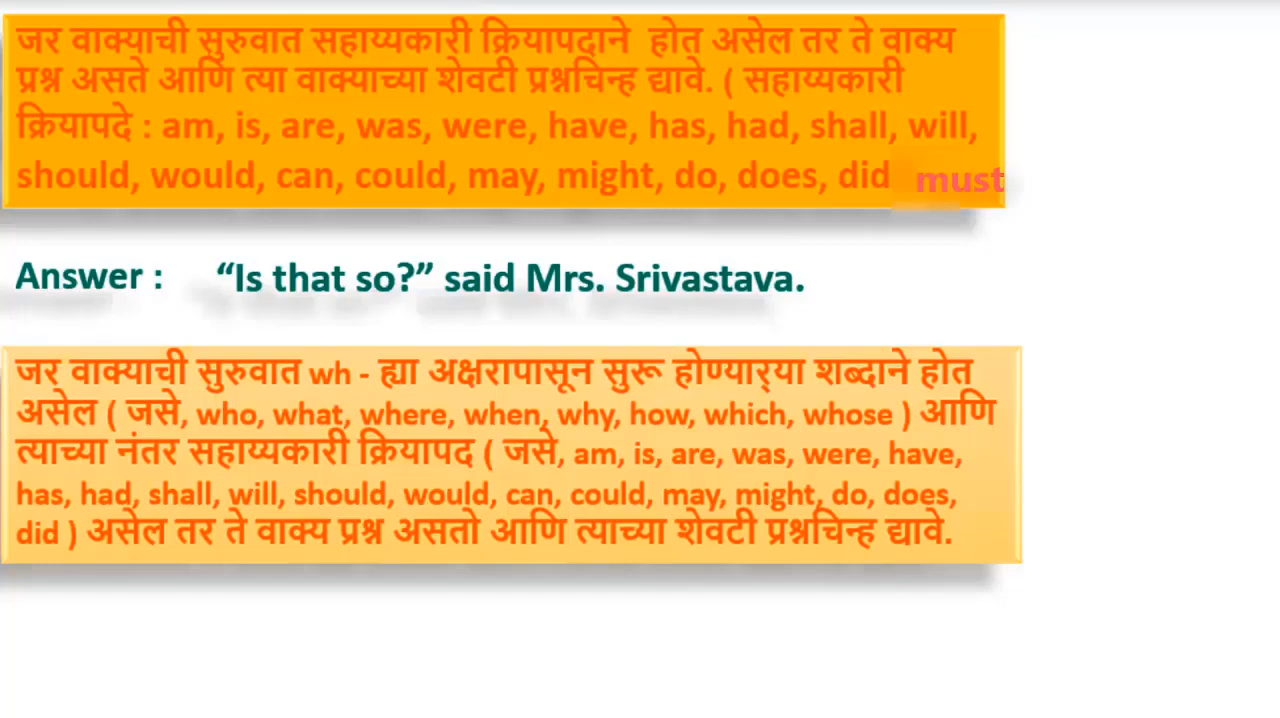 जर वाक्याची सुरुवात सहाय्यकारी क्रियापदाने होत असेल तर ते वाक्य
प्रश्न असते आणि त्या वाक्याच्या शेवटी प्रश्नचिन्ह द्यावे. ( सहाय्यकारी
क्रियापदे : am, is, are, was, were, have, has, had, shall, will,
should, would, can, could, may, might, do, does, did must
Answer : “Is that so?” said Mrs. Srivastava.
जर वाक्याची सुरुवात wh - ह्या अक्षरापासून सुरू होण्यार्‍या शब्दाने होत
असेल ( जसे, who, what, where, when, why, how, which, whose ) आणि
त्याच्या नंतर सहाय्यकारी क्रियापद ( जसे, am, is, are, was, were, have,
has, had, shall, will, should, would, can, could, may, might, do, does,
did ) असेल तर ते वाक्य प्रश्न असतो आणि त्याच्या शेवटी प्रश्नचिन्ह द्यावे.